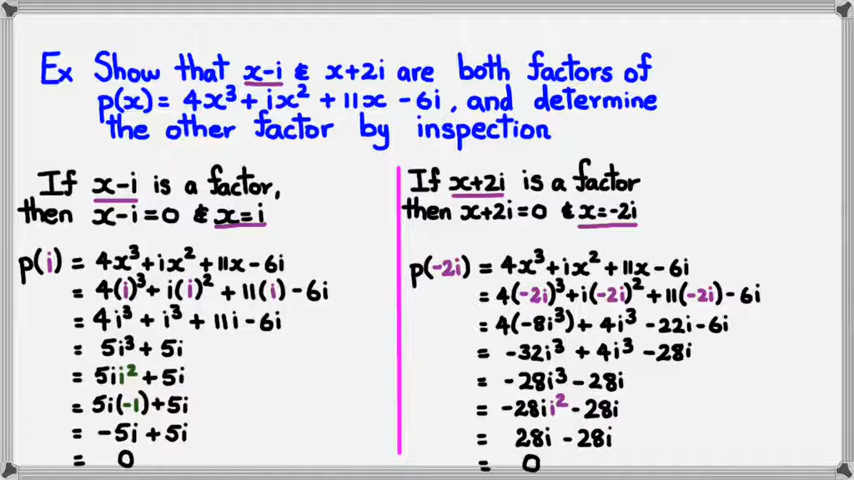 Ex Show that x-i & x+2i are both factors of
p(x) = 4x³ + ix² + 11x - 6i, and determine
the other factor by inspection
If x-i is a factor,
then x-i=0 & x=i
p(i) = 4x³+ix²+11x-6i
= 4(i)³+i(i)²+11(i)-6i
= 4i³ + i³ + 11i - 6i
= 5i³ + 5i
= 5ii² + 5i
= 5i(-1)+5i
= -5i + 5i
= 0
If x+2i is a factor
then x+2i=0 & x=-2i
p(-2i) = 4x³+ix²+11x-6i
= 4(-2i)³+i(-2i)²+11(-2i)-6i
= 4(-8i³)+ 4i³ -22i-6i
= -32i³ + 4i³ -28i
= -28i³ -28i
= -28ii² -28i
= 28i -28i
= 0